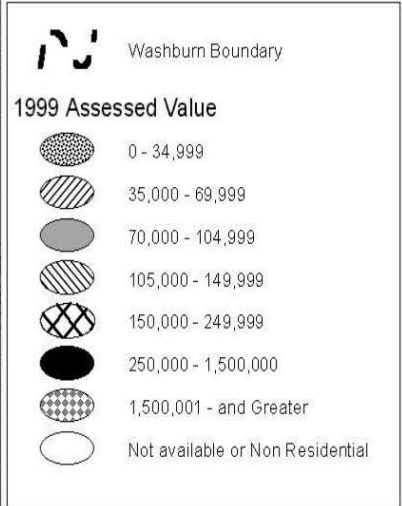 Washburn Boundary
1999 Assessed Value
0 - 34,999
35,000 - 69,999
70,000 - 104,999
105,000 - 149,999
150,000 - 249,999
250,000 - 1,500,000
1,500,001 - and Greater
Not available or Non Residential